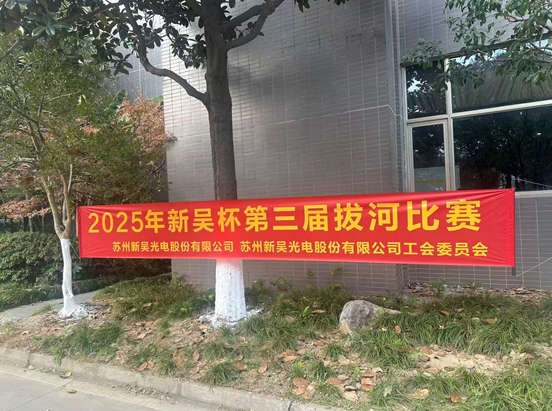 2025年新吴杯第三届拔河比赛
苏州新吴光电股份有限公司 苏州新吴光电股份有限公司工会委员会